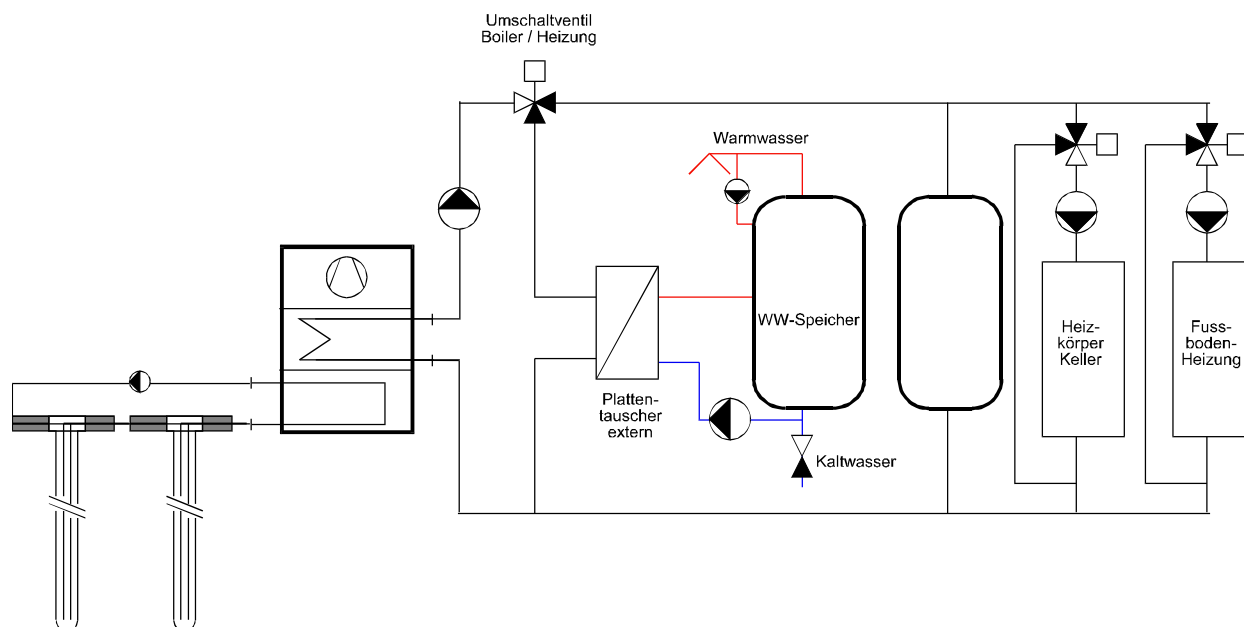 Umschaltventil
Boiler / Heizung
Warmwasser
WW-Speicher
Heiz-
körper
Keller
Fuss-
boden-
Heizung
Platten-
tauscher
extern
Kaltwasser